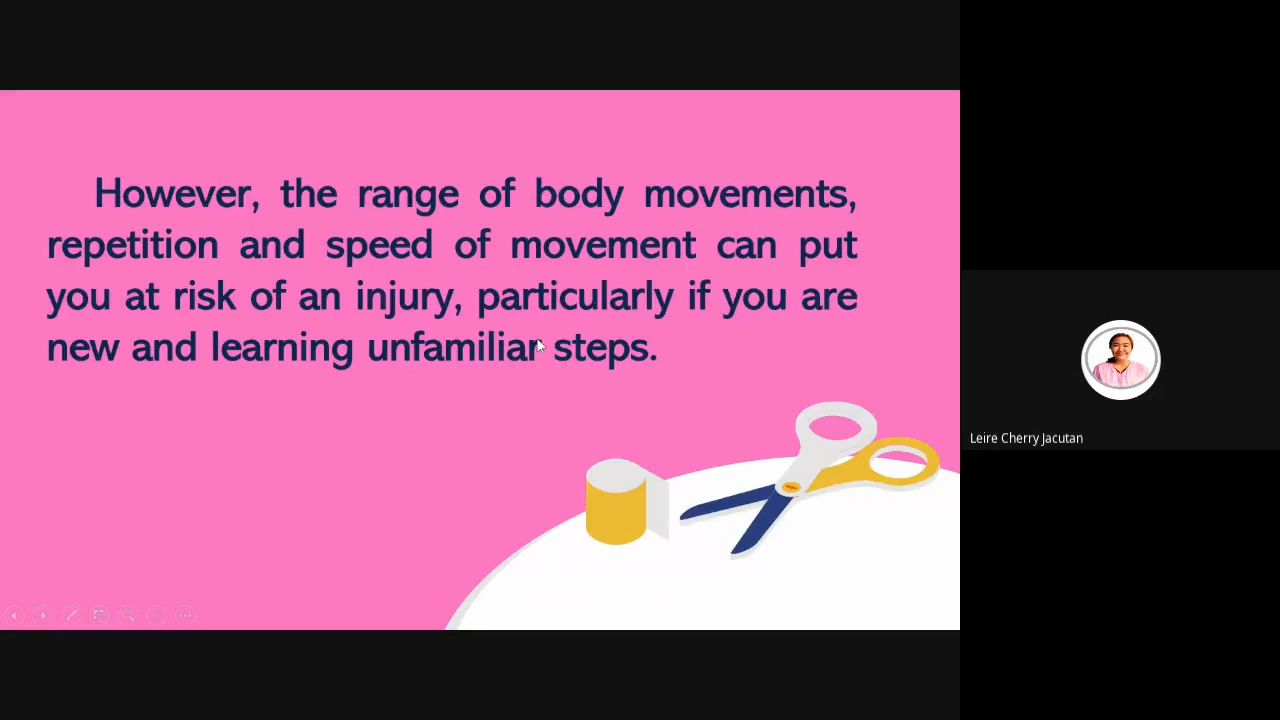 However, the range of body movements,
repetition and speed of movement can put
you at risk of an injury, particularly if you are
new and learning unfamiliar steps.
Leire Cherry Jacutan